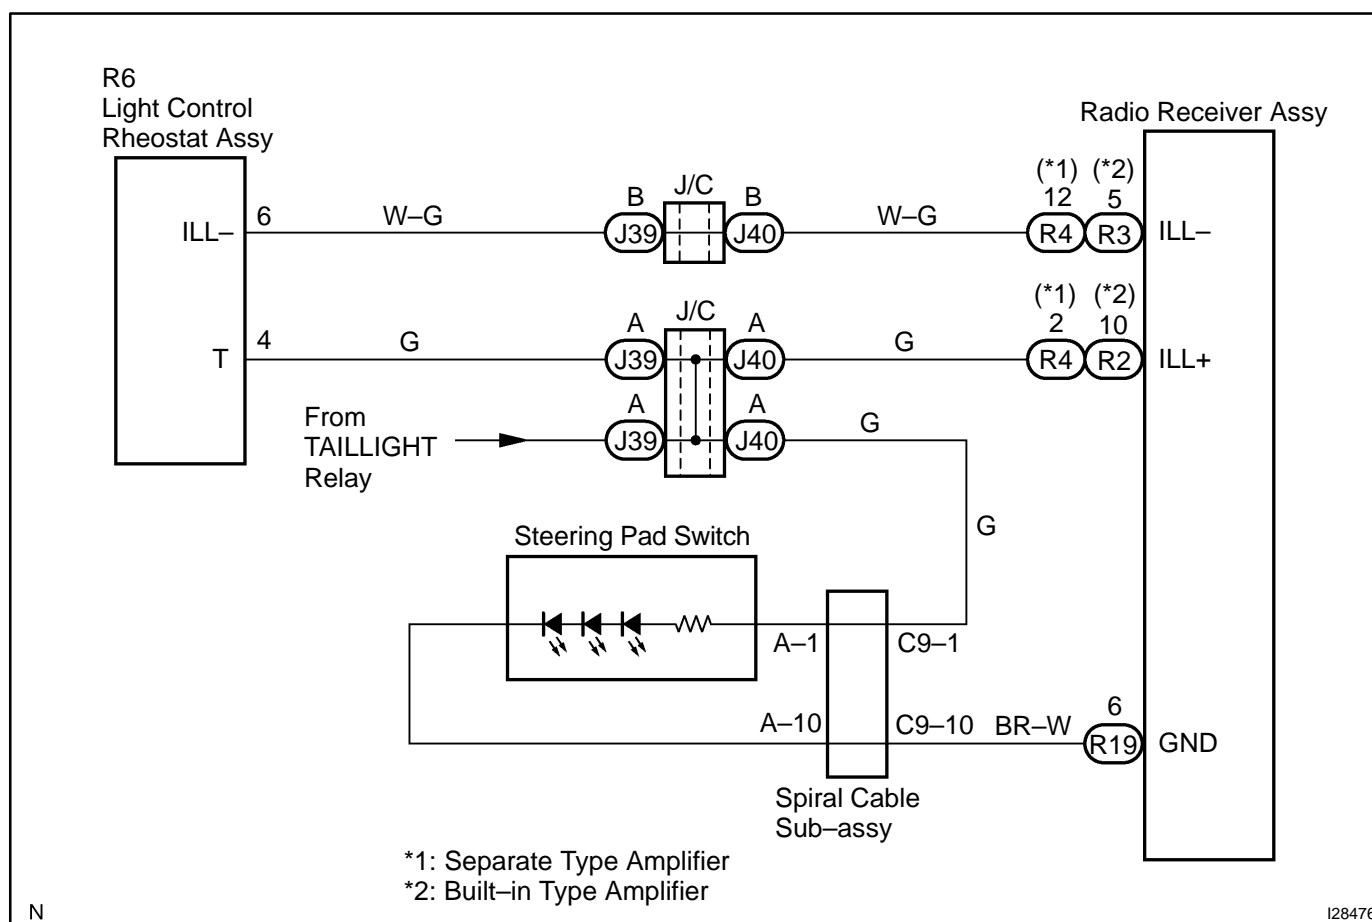 R6
Light Control
Rheostat Assy
Radio Receiver Assy
(*1) (*2)
J/C
B B 12 5
ILL– 6 W–G J39 J40 W–G R4 R3 ILL–
(*1) (*2)
J/C
A A 2 10
T 4 G J39 J40 G R4 R2 ILL+
From
TAILLIGHT
Relay
A A
J39 J40 G
G
Steering Pad Switch
A–1 C9–1
6
A–10 C9–10 BR–W R19 GND
Spiral Cable
Sub–assy
*1: Separate Type Amplifier
*2: Built–in Type Amplifier
N
I28476